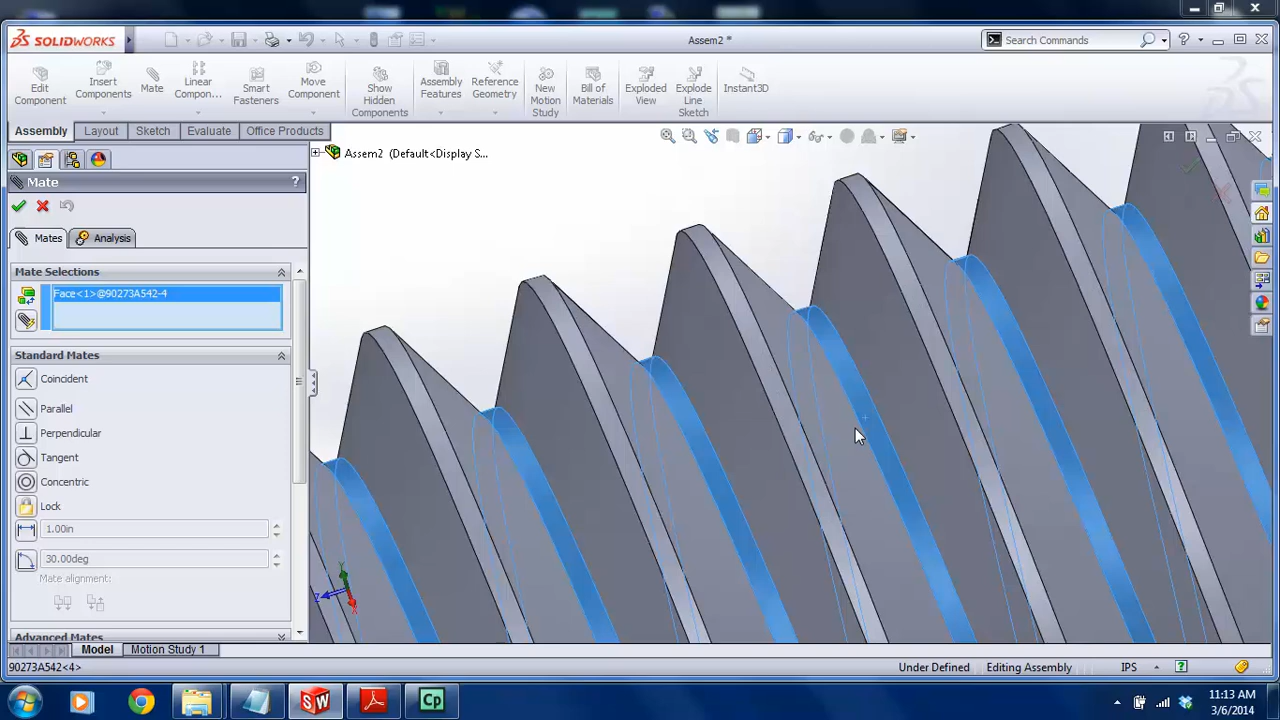 SOLIDWORKS
Assem2 *
Search Commands
Edit Component
Insert Components
Mate
Linear Compon...
Smart Fasteners
Move Component
Show Hidden Components
Assembly Features
Reference Geometry
New Motion Study
Bill of Materials
Exploded View
Explode Line Sketch
Instant3D
Assembly
Layout
Sketch
Evaluate
Office Products
Assem2 (Default<Display S...
Mate
?
Mates
Analysis
Mate Selections
Face<1>@90273A542-4
Standard Mates
Coincident
Parallel
Perpendicular
Tangent
Concentric
Lock
1.00in
30.00deg
Mate alignment:
Advanced Mates
Y
Z
X
Model
Motion Study 1
90273A542<4>
Under Defined
Editing Assembly
IPS
?
SW
Cp
11:13 AM
3/6/2014